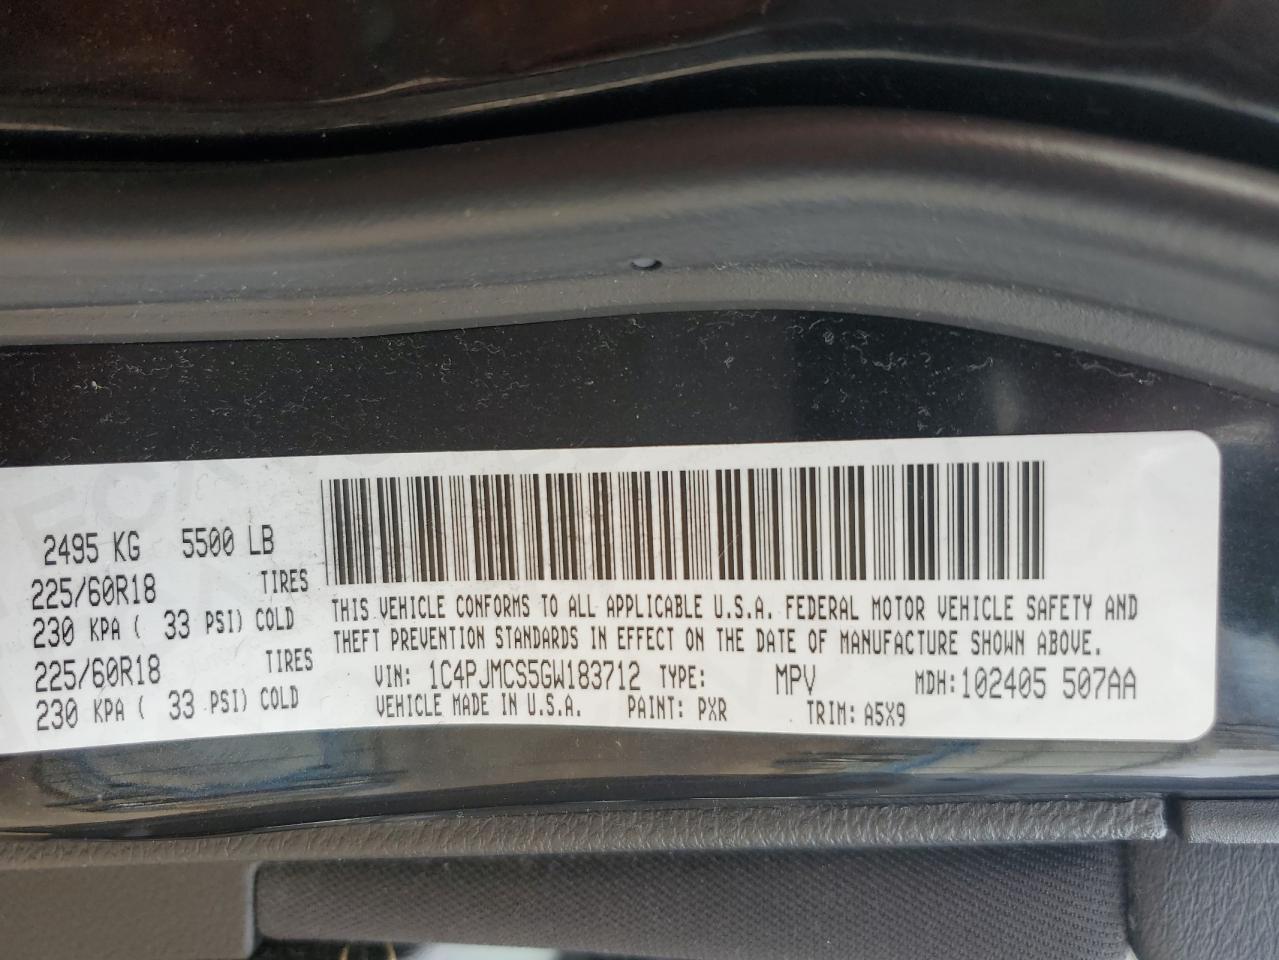 2495 KG 5500 LB
225/60R18 TIRES
230 KPA ( 33 PSI) COLD
225/60R18 TIRES
230 KPA ( 33 PSI) COLD
THIS VEHICLE CONFORMS TO ALL APPLICABLE U.S.A. FEDERAL MOTOR VEHICLE SAFETY AND
THEFT PREVENTION STANDARDS IN EFFECT ON THE DATE OF MANUFACTURE SHOWN ABOVE.
VIN: 1C4PJMCS5GW183712 TYPE: MPV MDH:102405 507AA
VEHICLE MADE IN U.S.A. PAINT: PXR TRIM: A5X9